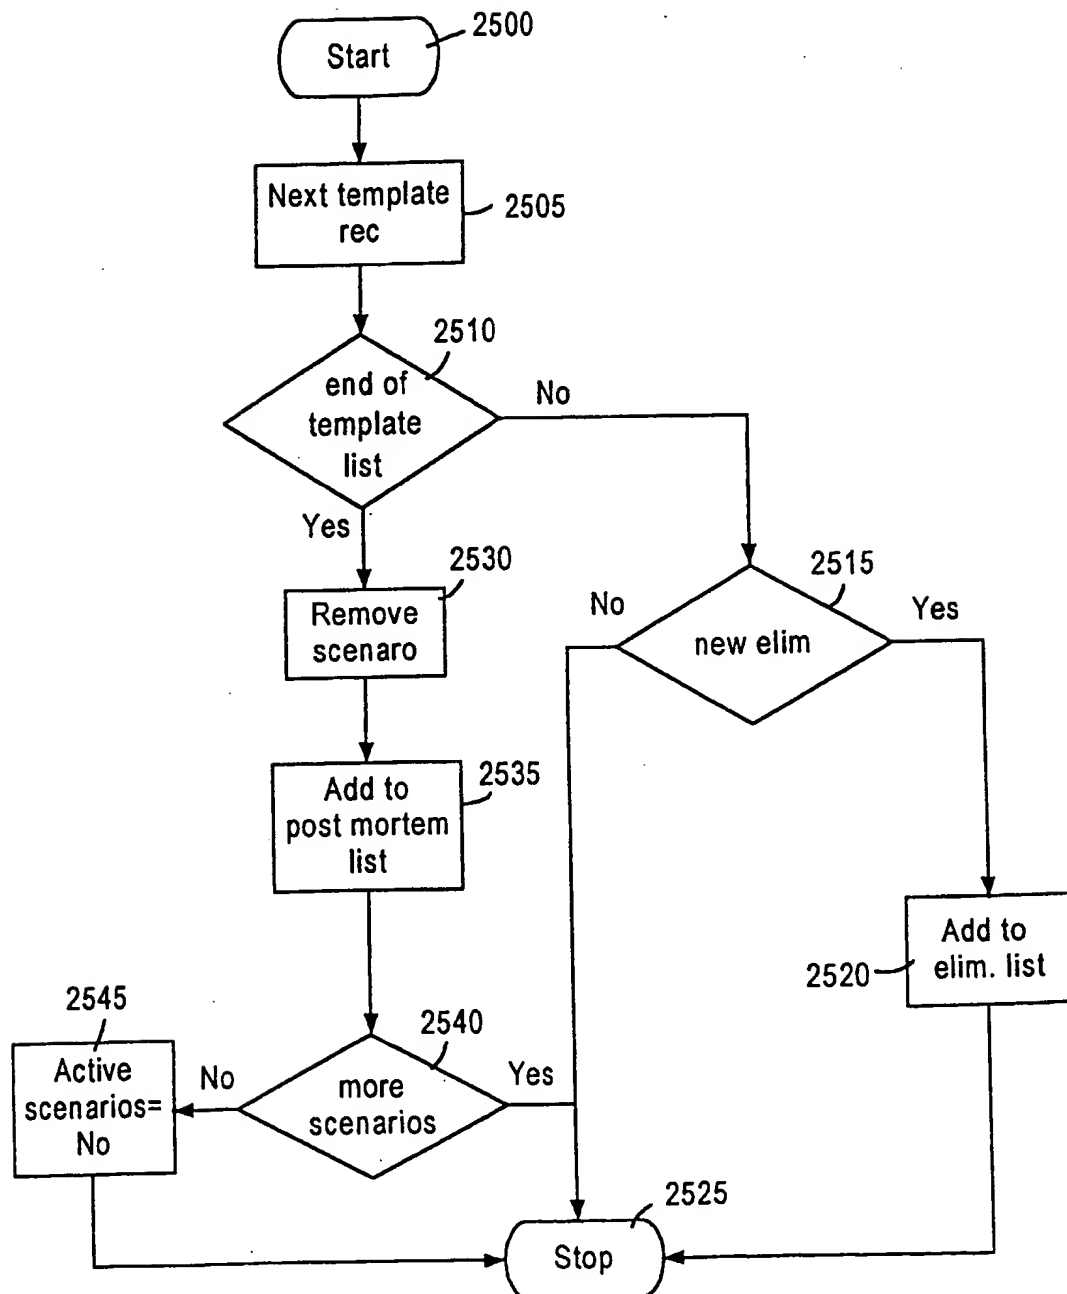 2500
Start
Next template
rec
2505
2510
end of
template
list
No
Yes
2530
Remove
scenaro
2515
No
Yes
new elim
2535
Add to
post mortem
list
Add to
elim. list
2520
2545
2540
Active
scenarios=
No
No
Yes
more
scenarios
2525
Stop